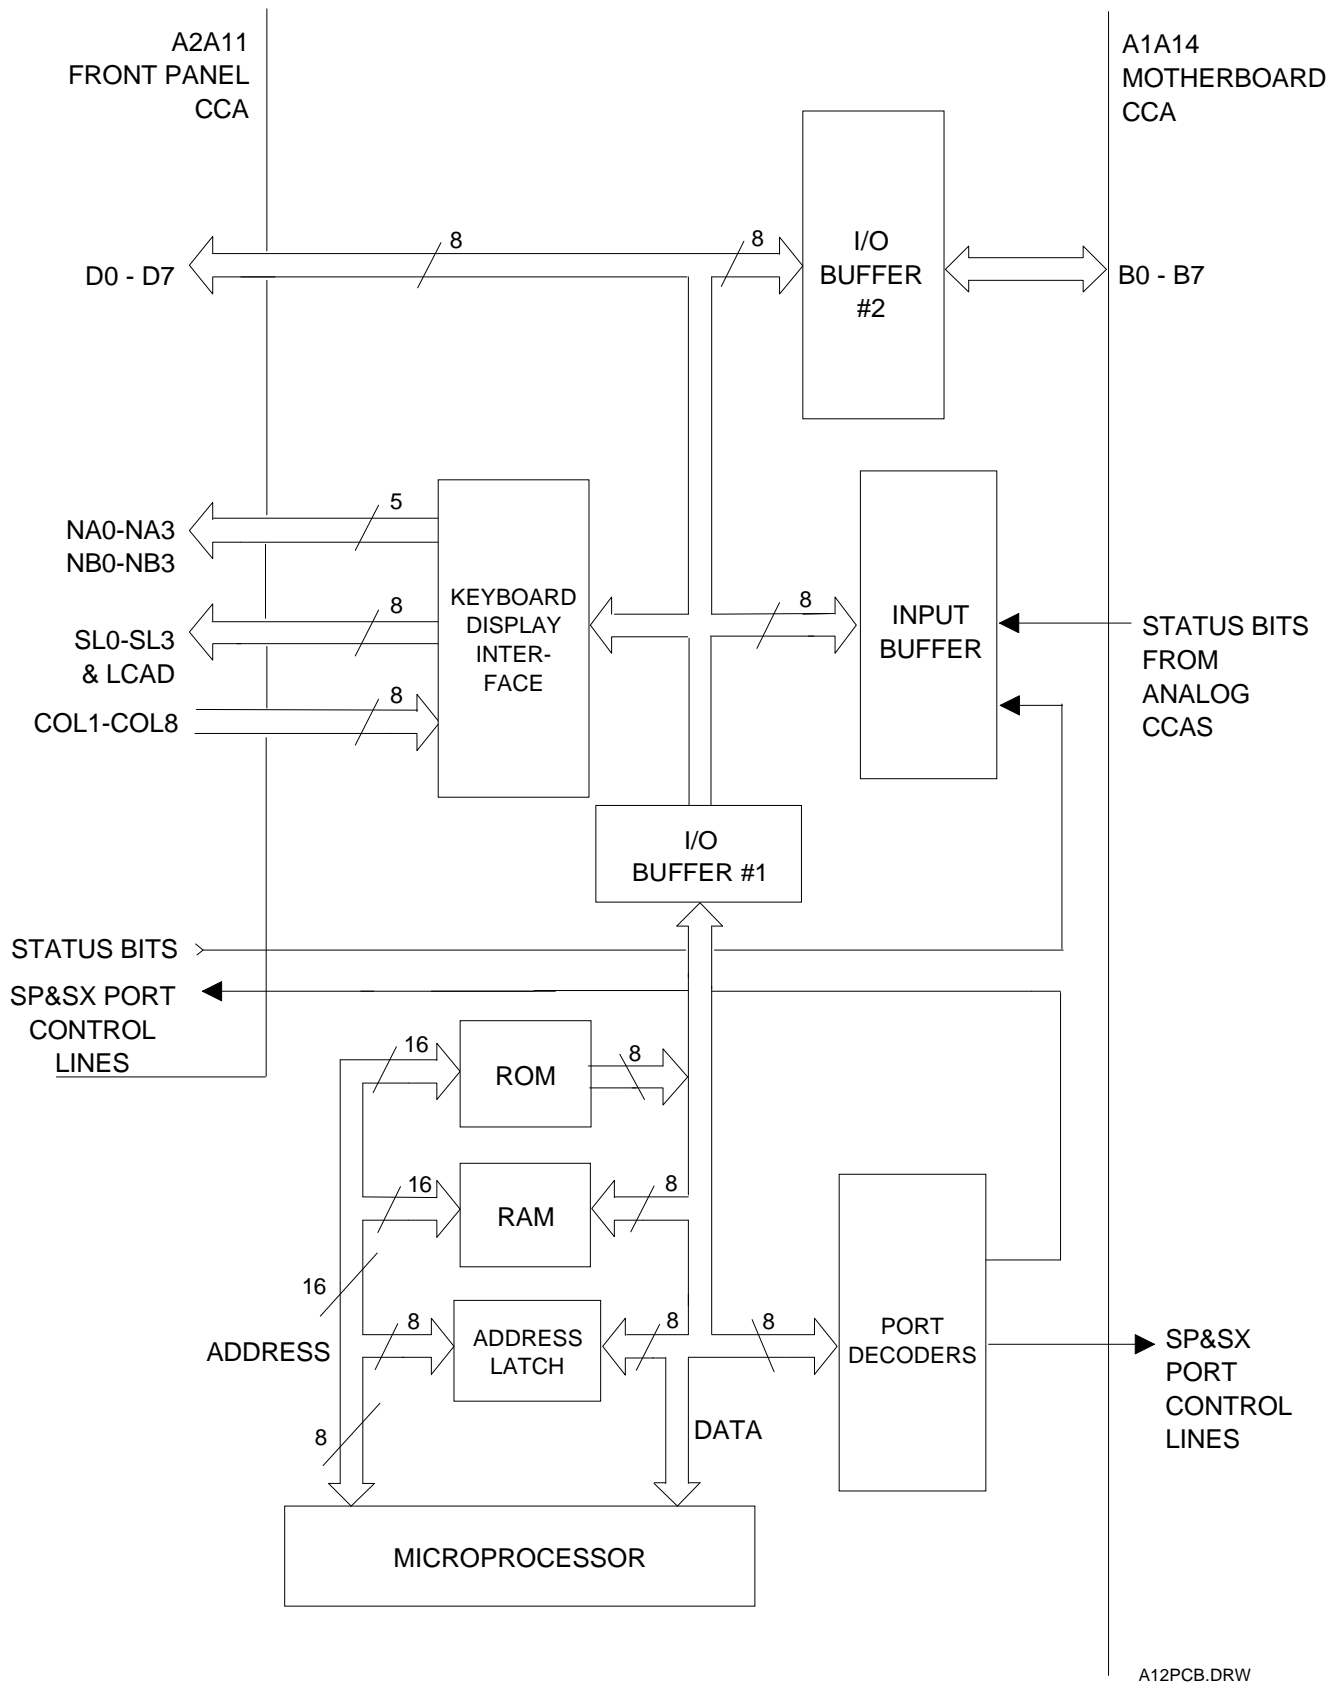 A2A11
FRONT PANEL
CCA
A1A14
MOTHERBOARD
CCA
8
8
I/O
BUFFER
#2
D0 - D7
B0 - B7
5
NA0-NA3
NB0-NB3
8
SL0-SL3
& LCAD
8
COL1-COL8
KEYBOARD
DISPLAY
INTER-
FACE
8
INPUT
BUFFER
STATUS BITS
FROM
ANALOG
CCAS
I/O
BUFFER #1
STATUS BITS
SP&SX PORT
CONTROL
LINES
16
ROM
8
16
RAM
8
16
ADDRESS
8
ADDRESS
LATCH
8
8
PORT
DECODERS
SP&SX
PORT
CONTROL
LINES
8
DATA
MICROPROCESSOR
A12PCB.DRW